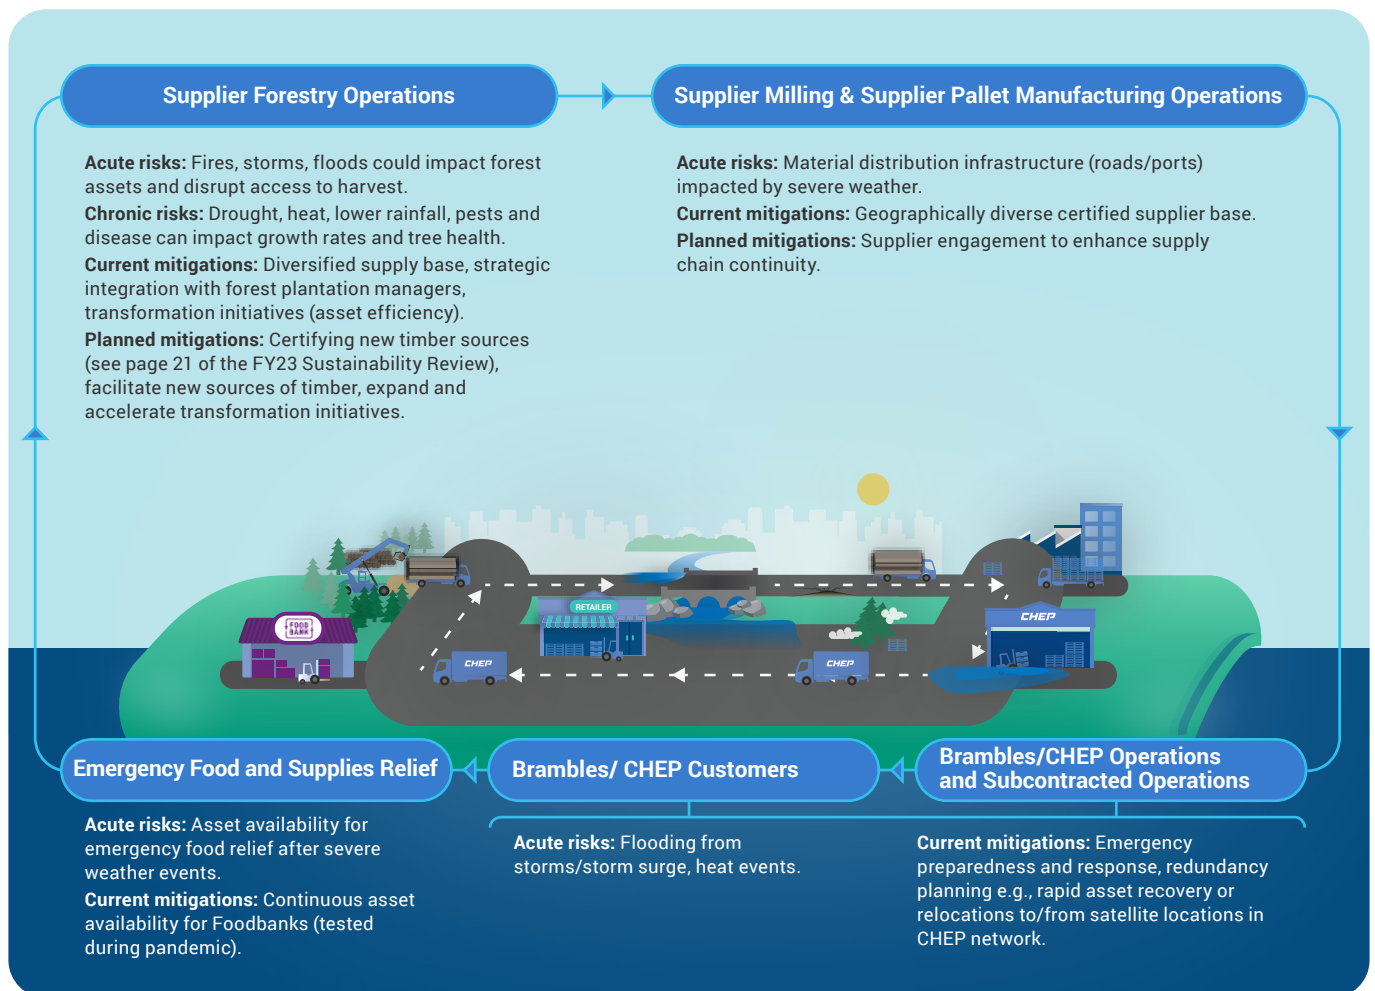 Supplier Forestry Operations
Supplier Milling & Supplier Pallet Manufacturing Operations
Acute risks: Fires, storms, floods could impact forest
assets and disrupt access to harvest.
Chronic risks: Drought, heat, lower rainfall, pests and
disease can impact growth rates and tree health.
Current mitigations: Diversified supply base, strategic
integration with forest plantation managers,
transformation initiatives (asset efficiency).
Planned mitigations: Certifying new timber sources
(see page 21 of the FY23 Sustainability Review),
facilitate new sources of timber, expand and
accelerate transformation initiatives.
Acute risks: Material distribution infrastructure (roads/ports)
impacted by severe weather.
Current mitigations: Geographically diverse certified supplier base.
Planned mitigations: Supplier engagement to enhance supply
chain continuity.
RETAILER
FOOD
BANK
CHEP
CHEP
CHEP
Emergency Food and Supplies Relief
Brambles/ CHEP Customers
Brambles/CHEP Operations
and Subcontracted Operations
Acute risks: Asset availability for
emergency food relief after severe
weather events.
Current mitigations: Continuous asset
availability for Foodbanks (tested
during pandemic).
Acute risks: Flooding from
storms/storm surge, heat events.
Current mitigations: Emergency
preparedness and response, redundancy
planning e.g., rapid asset recovery or
relocations to/from satellite locations in
CHEP network.